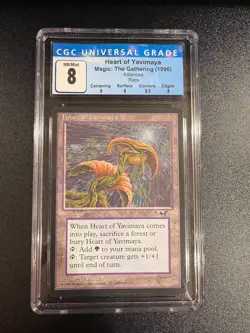 CGC UNIVERSAL GRADE
NM/Mint
8
Heart of Yavimaya
Magic: The Gathering (1996)
Alliances
Rare
Centering Surface Corners Edges
9 8 8.5 8
Heart of Yavimaya
When Heart of Yavimaya comes
into play, sacrifice a forest or
bury Heart of Yavimaya.
: Add to your mana pool.
: Target creature gets +1/+1
until end of turn.